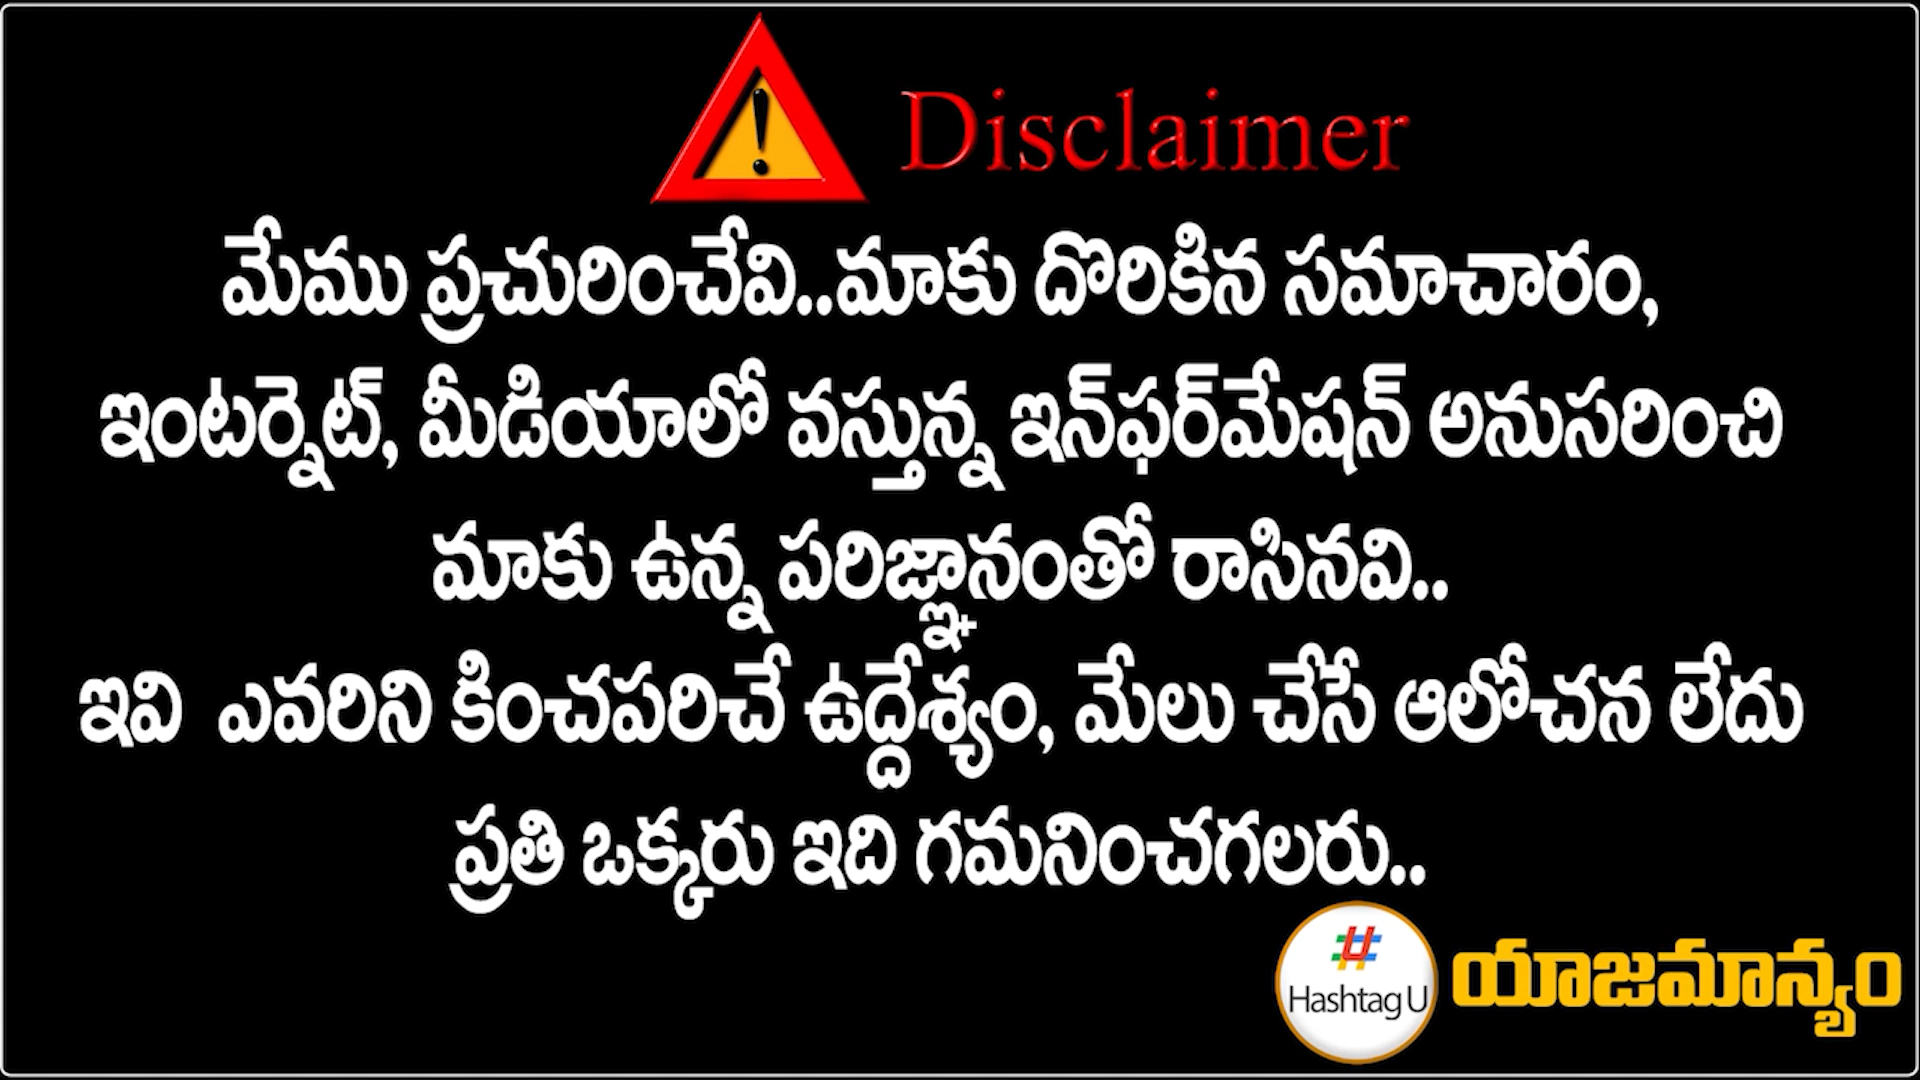 Disclaimer
మేము ప్రచురించేవి..మాకు దొరికిన సమాచారం,
ఇంటర్నెట్, మీడియాలో వస్తున్న ఇన్‌ఫర్‌మేషన్ అనుసరించి
మాకు ఉన్న పరిజ్ఞానంతో రాసినవి..
ఇవి ఎవరిని కించపరిచే ఉద్దేశ్యం, మేలు చేసే ఆలోచన లేదు
ప్రతి ఒక్కరు ఇది గమనించగలరు..
Hashtag U
యాజమాన్యం